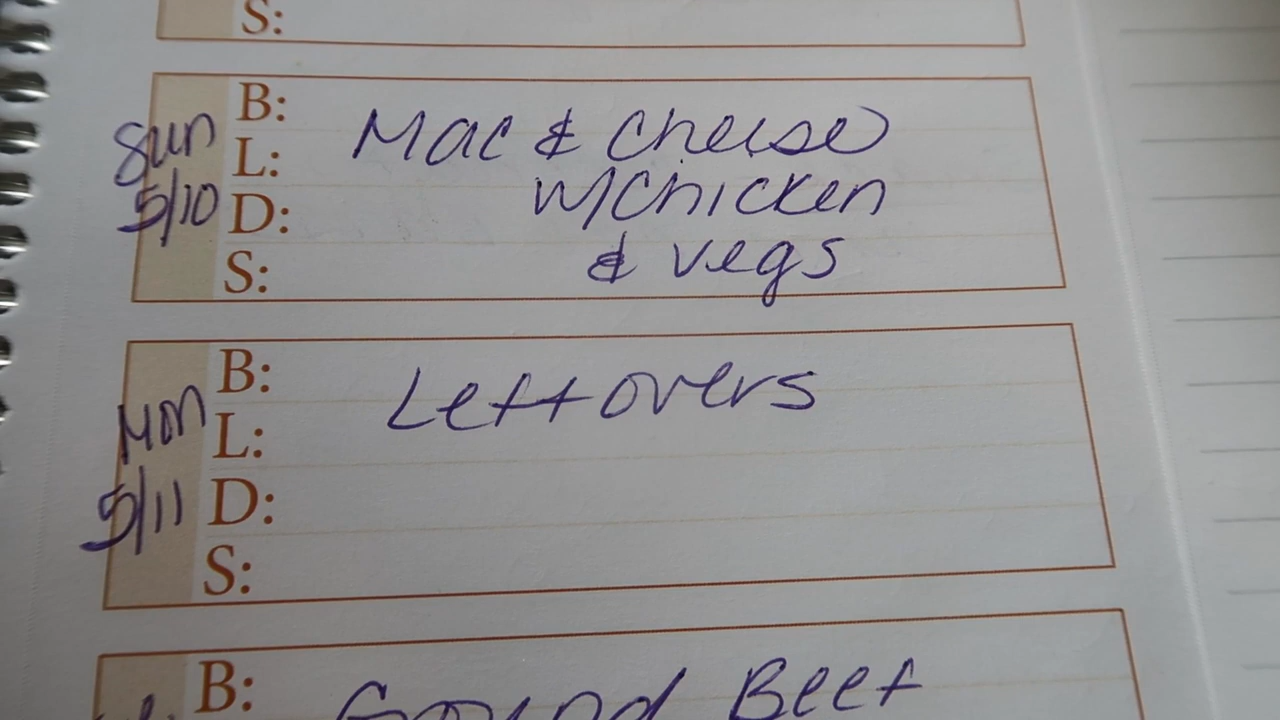 S:
Sun
5/10
B:
L:
D:
S:
Mac & Cheese
w/Chicken
& vegs
Mon
5/11
B:
L:
D:
S:
Leftovers
B:
Ground Beef